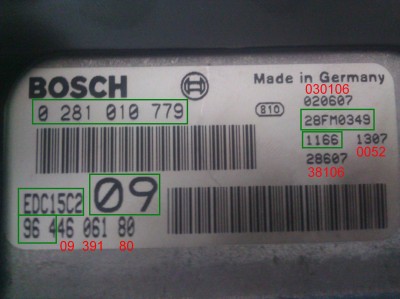 BOSCH
Made in Germany
030106
020607
0 281 010 779
810
28FM0349
1166 1307
0052
28607
38106
09
EDC15C2
96 446 061 80
09 391 80